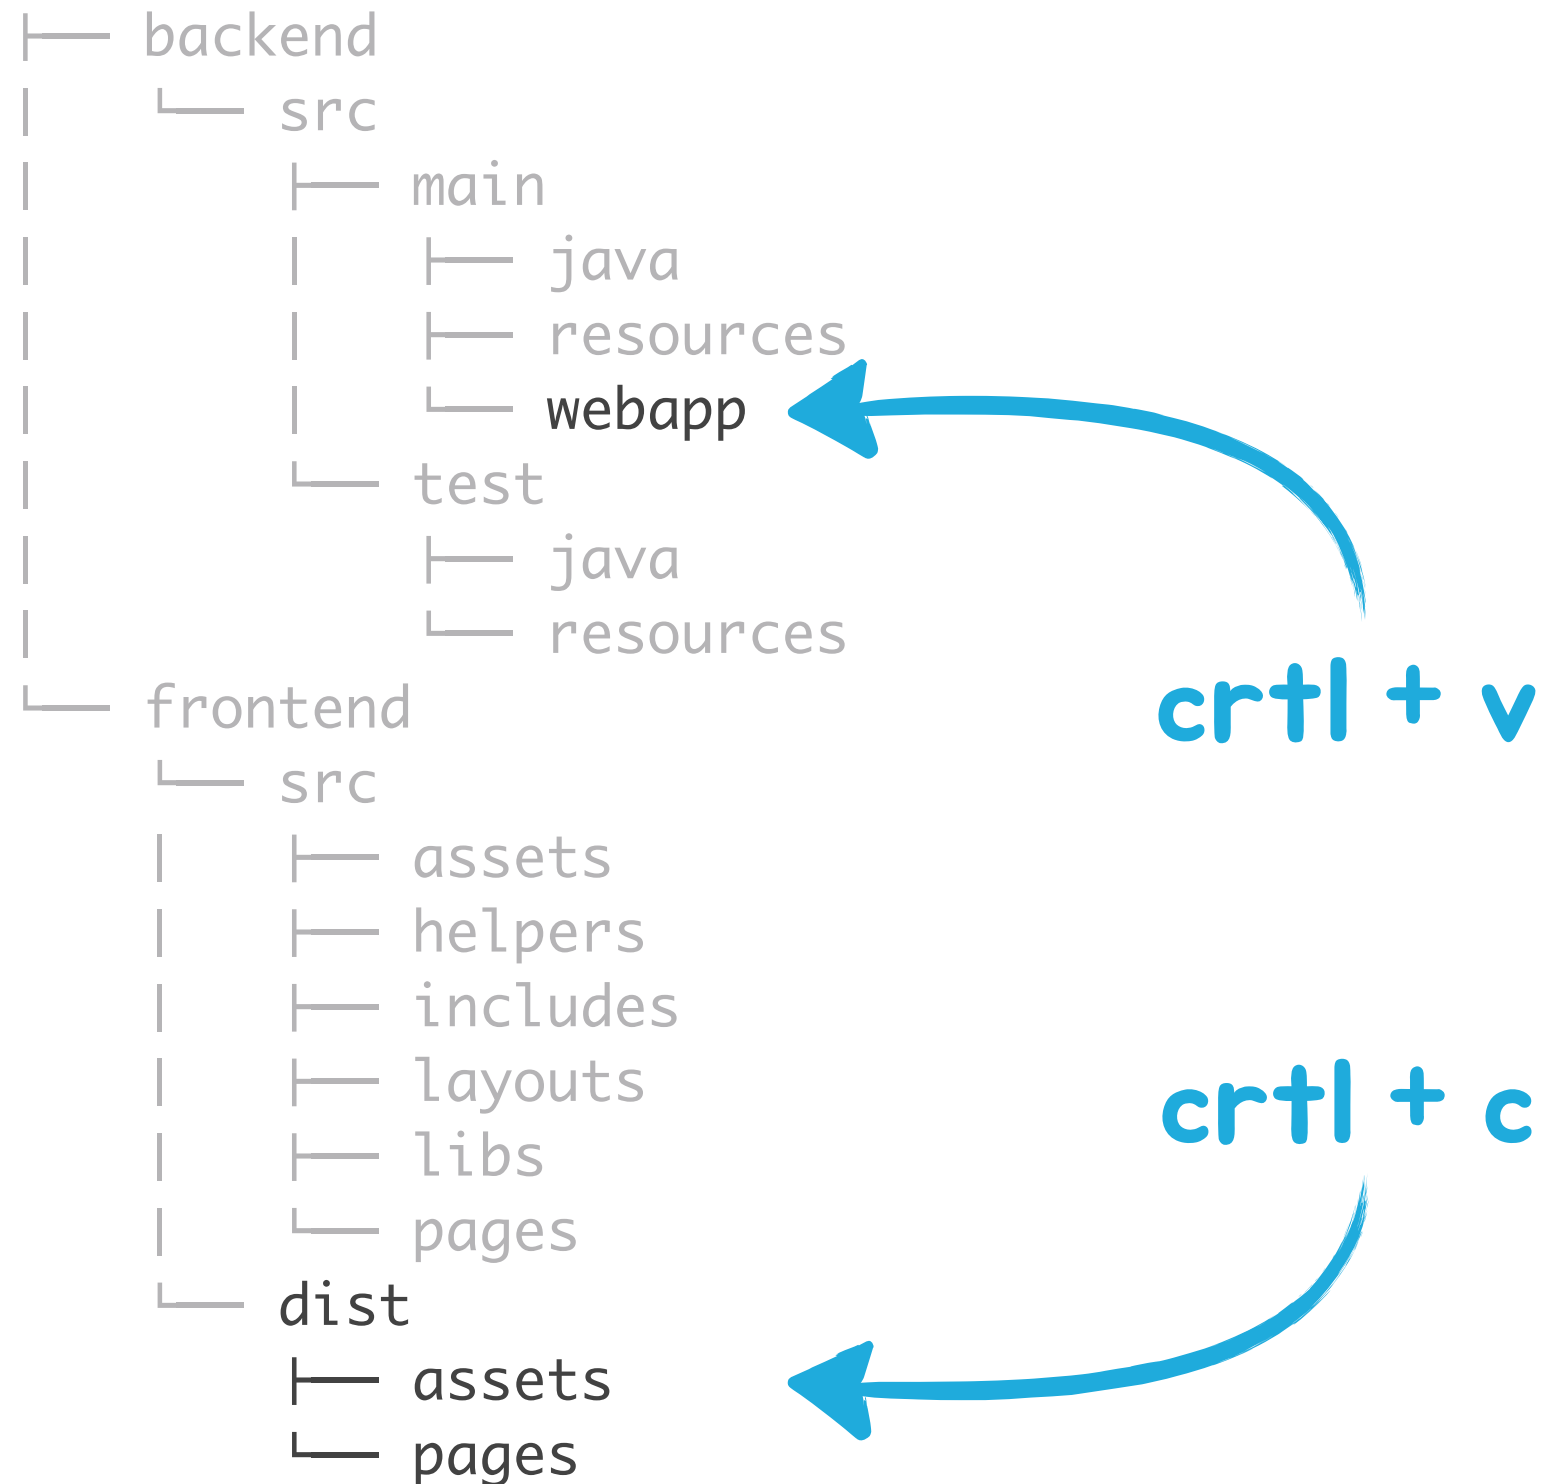 ├── backend
│   └── src
│       ├── main
│       │   ├── java
│       │   ├── resources
│       │   └── webapp
│       └── test
│           ├── java
│           └── resources
└── frontend
crtl + v
    └── src
    │   ├── assets
    │   ├── helpers
    │   ├── includes
    │   ├── layouts
crtl + c
    │   ├── libs
    │   └── pages
    └── dist
        ├── assets
        └── pages